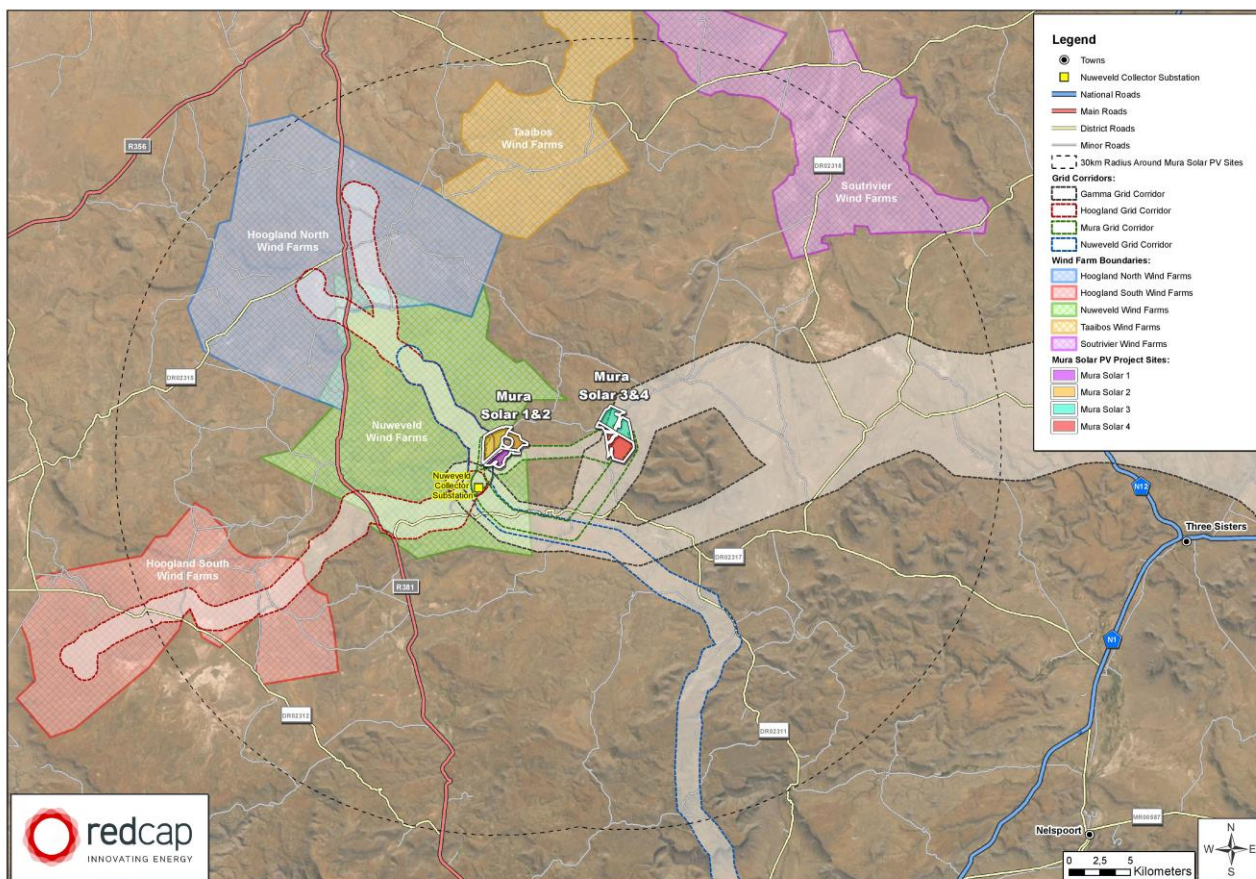 Legend
Towns
Nuweveld Collector Substation
National Roads
Main Roads
District Roads
Minor Roads
30km Radius Around Mura Solar PV Sites
Grid Corridors:
Gamma Grid Corridor
Hoogland Grid Corridor
Mura Grid Corridor
Nuweveld Grid Corridor
Wind Farm Boundaries:
Hoogland North Wind Farms
Hoogland South Wind Farms
Nuweveld Wind Farms
Taaibos Wind Farms
Soutrivier Wind Farms
Mura Solar PV Project Sites:
Mura Solar 1
Mura Solar 2
Mura Solar 3
Mura Solar 4
Taaibos
Wind Farms
R356
DR02318
Soutrivier
Wind Farms
Hoogland North
Wind Farms
DR02315
Mura
Solar 1&2
Mura
Solar 3&4
Nuweveld
Wind Farms
Nuweveld
Collector
Substation
N12
Three Sisters
DR02317
Hoogland South
Wind Farms
R381
N1
DR02312
DR02311
redcap
INNOVATING ENERGY
Nelspoort
MR00587
0 2,5 5
Kilometers
N
W E
S